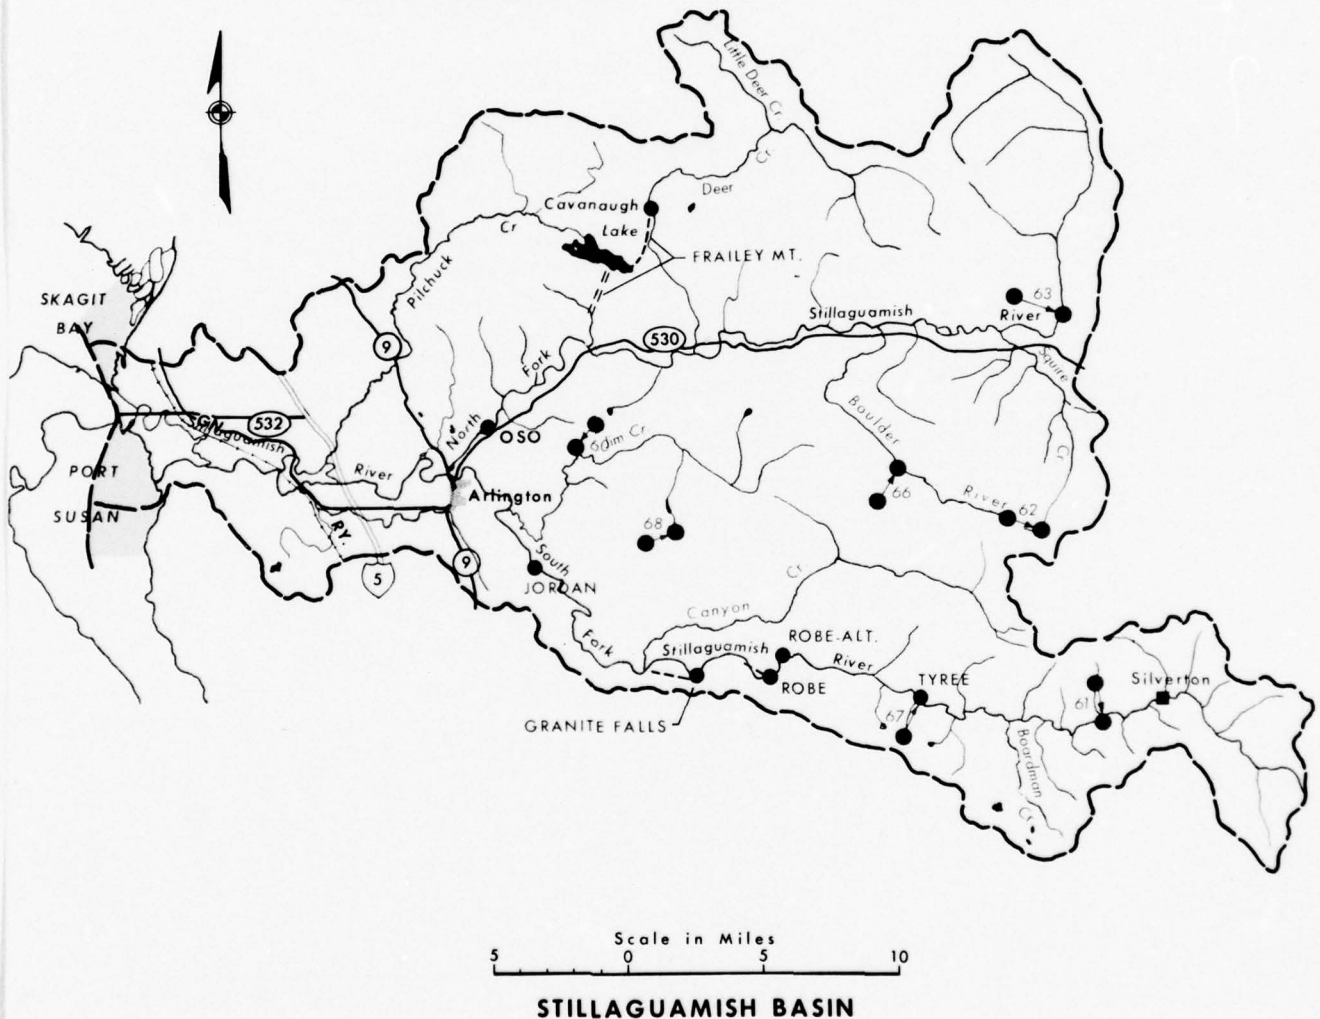 Little Deer Cr
Cr
Deer
Cavanaugh
Lake
Cr
Pilchuck
FRAILEY MT.
SKAGIT
BAY
63
River
Stillaguamish
530
9
Squire
Cr
Fork
North
OSO
Boulder
River
532
GN.
Stillaguamish
River
PORT
SUSAN
Arlington
dim Cr
66
62
68
RY.
5
9
South
JORDAN
Fork
Canyon
Cr
Stillaguamish
ROBE-ALT.
River
ROBE
TYREE
Silverton
61
67
GRANITE FALLS
Boardman
Cr
Scale in Miles
5 0 5 10
STILLAGUAMISH BASIN